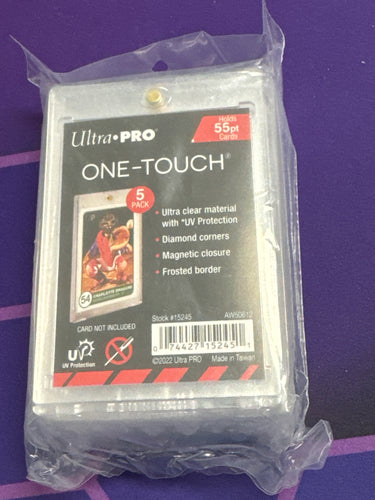 Ultra•PRO
Holds
55pt
Cards
ONE-TOUCH®
5
PACK
• Ultra clear material
with *UV Protection
• Diamond corners
• Magnetic closure
• Frosted border
54
CARD NOT INCLUDED
Stock #15245
AW50612
0 74427 15245 1
UV
UV Protection
©2022 Ultra PRO Made in Taiwan